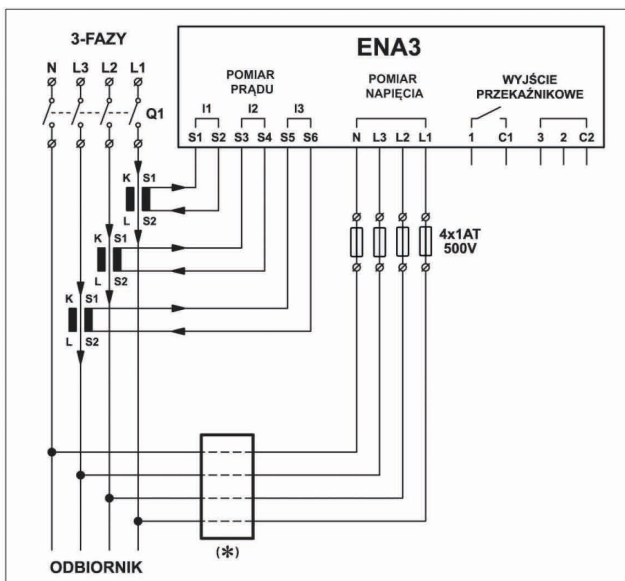 3-FAZY
N L3 L2 L1
Q1
ENA3
POMIAR
PRĄDU
POMIAR
NAPIĘCIA
WYJŚCIE
PRZEKAŹNIKOWE
I1 I2 I3
S1 S2 S3 S4 S5 S6
N L3 L2 L1
1 C1 3 2 C2
K S1
L S2
K S1
L S2
K S1
L S2
4x1AT
500V
(*)
ODBIORNIK